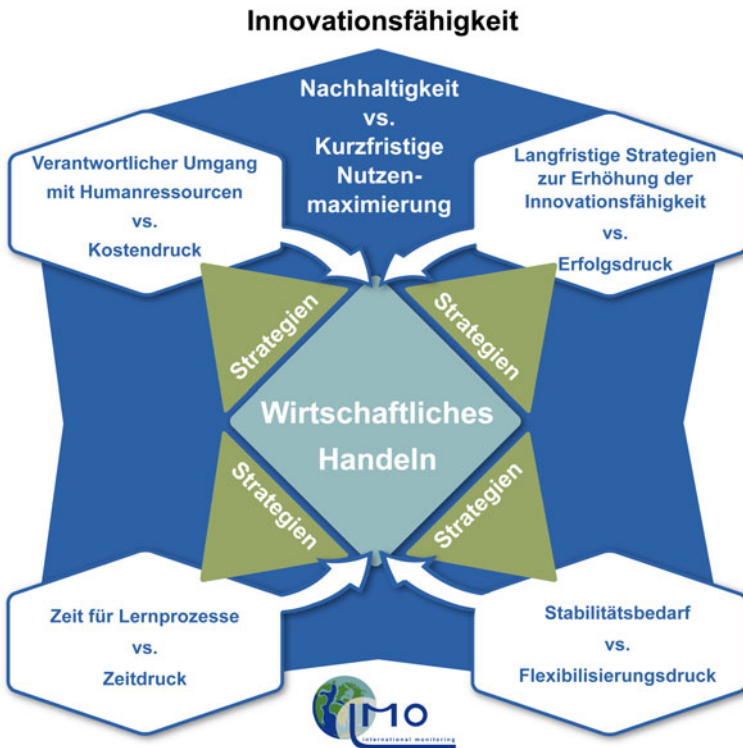 Innovationsfähigkeit
Nachhaltigkeit
vs.
Kurzfristige
Nutzen-
maximierung
Verantwortlicher Umgang
mit Humanressourcen
vs.
Kostendruck
Langfristige Strategien
zur Erhöhung der
Innovationsfähigkeit
vs.
Erfolgsdruck
Strategien
Strategien
Wirtschaftliches
Handeln
Strategien
Strategien
Zeit für Lernprozesse
vs.
Zeitdruck
Stabilitätsbedarf
vs.
Flexibilisierungsdruck
IMO
international monitoring